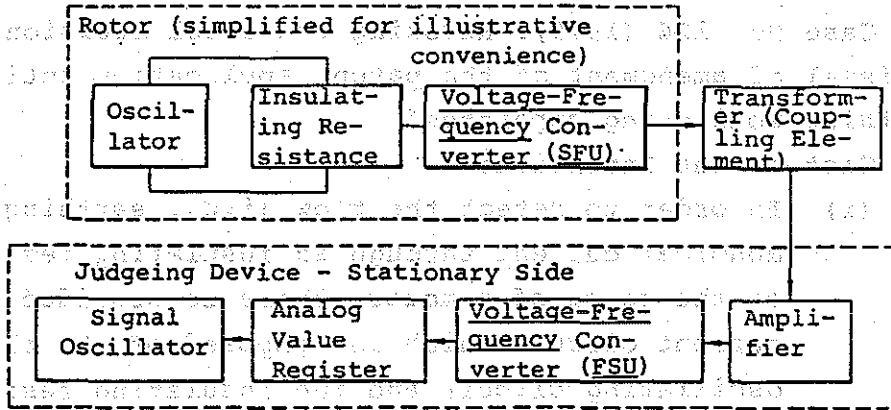 Rotor (simplified for illustrative
convenience)
Oscil-
lator
Insulat-
ing Re-
sistance
Voltage-Fre-
quency Con-
verter (SFU)
Transform-
er (Coup-
ling Ele-
ment)
Judgeing Device - Stationary Side
Signal
Oscillator
Analog
Value
Register
Voltage-Fre-
quency Con-
verter (FSU)
Ampli-
fier